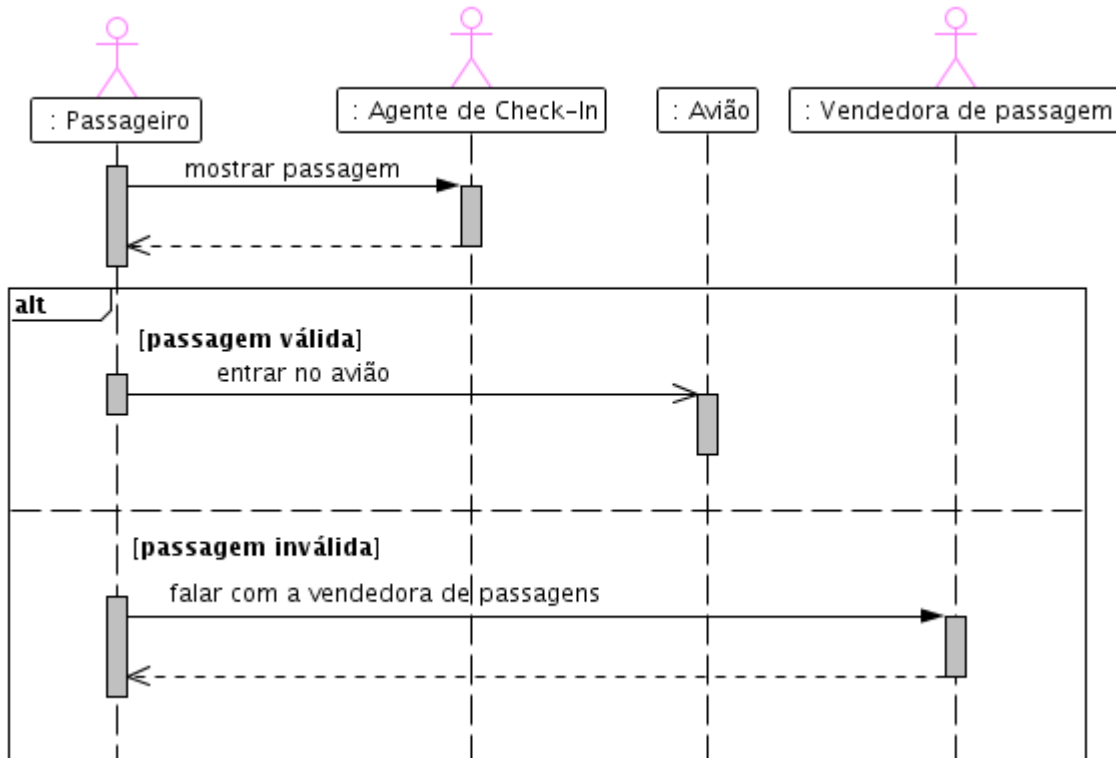 : Passageiro
: Agente de Check-In
: Avião
: Vendedora de passagem
mostrar passagem
alt
[passagem válida]
entrar no avião
[passagem inválida]
falar com a vendedora de passagens